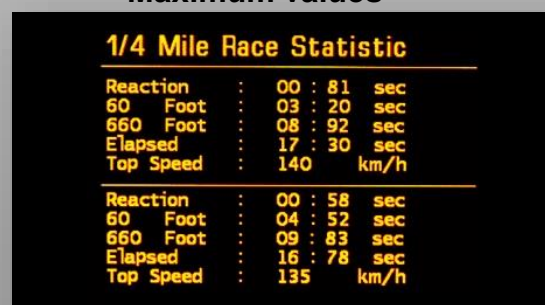 1/4 Mile Race Statistic
Reaction : 00 : 81 sec
60 Foot : 03 : 20 sec
660 Foot : 08 : 92 sec
Elapsed : 17 : 30 sec
Top Speed : 140 km/h
Reaction : 00 : 58 sec
60 Foot : 04 : 52 sec
660 Foot : 09 : 83 sec
Elapsed : 16 : 78 sec
Top Speed : 135 km/h